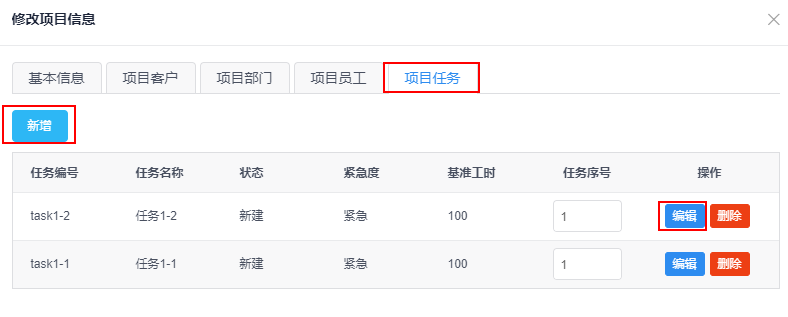 修改项目信息
基本信息 项目客户 项目部门 项目员工 项目任务
新增
任务编号 任务名称 状态 紧急度 基准工时 任务序号 操作
task1-2 任务1-2 新建 紧急 100 1 编辑 删除
task1-1 任务1-1 新建 紧急 100 1 编辑 删除